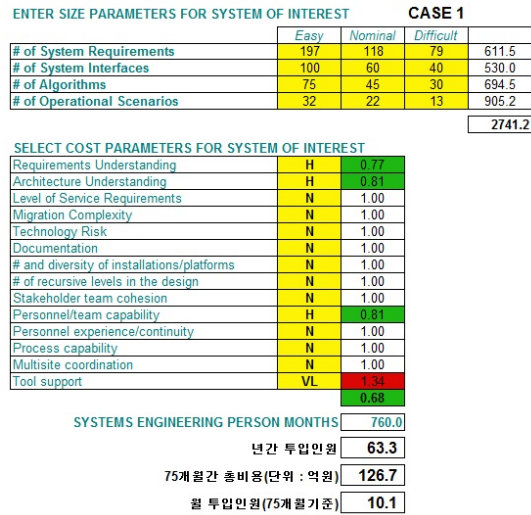 ENTER SIZE PARAMETERS FOR SYSTEM OF INTEREST CASE 1
Easy Nominal Difficult
# of System Requirements 197 118 79 611.5
# of System Interfaces 100 60 40 530.0
# of Algorithms 75 45 30 694.5
# of Operational Scenarios 32 22 13 905.2
2741.2
SELECT COST PARAMETERS FOR SYSTEM OF INTEREST
Requirements Understanding H 0.77
Architecture Understanding H 0.81
Level of Service Requirements N 1.00
Migration Complexity N 1.00
Technology Risk N 1.00
Documentation N 1.00
# and diversity of installations/platforms N 1.00
# of recursive levels in the design N 1.00
Stakeholder team cohesion N 1.00
Personnel/team capability H 0.81
Personnel experience/continuity N 1.00
Process capability N 1.00
Multisite coordination N 1.00
Tool support VL 1.34
0.68
SYSTEMS ENGINEERING PERSON MONTHS 760.0
년간 투입인원 63.3
75개월간 총비용(단위 : 억원) 126.7
월 투입인원(75개월기준) 10.1